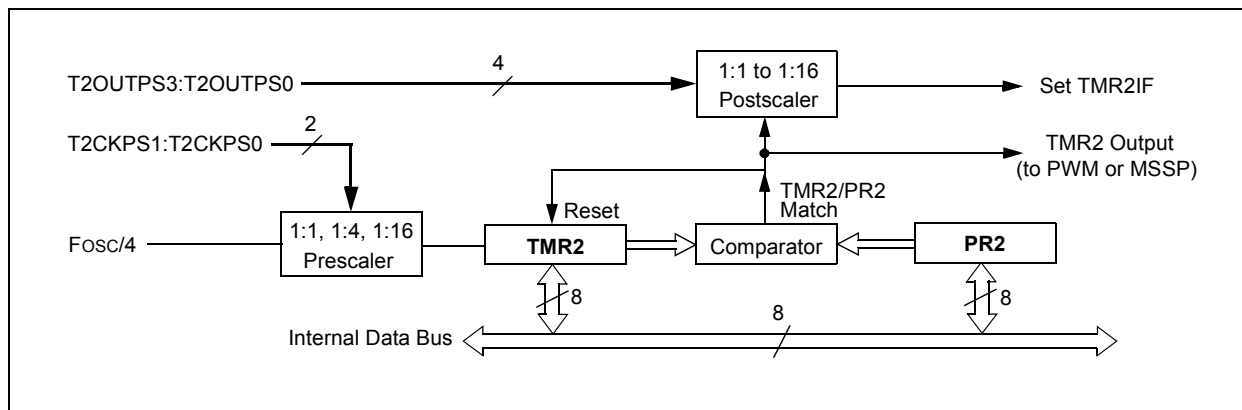 T2OUTPS3:T2OUTPS0
4
1:1 to 1:16
Postscaler
Set TMR2IF
T2CKPS1:T2CKPS0
2
TMR2 Output
(to PWM or MSSP)
TMR2/PR2
Match
Reset
FOSC/4
1:1, 1:4, 1:16
Prescaler
TMR2
Comparator
PR2
8
8
8
Internal Data Bus